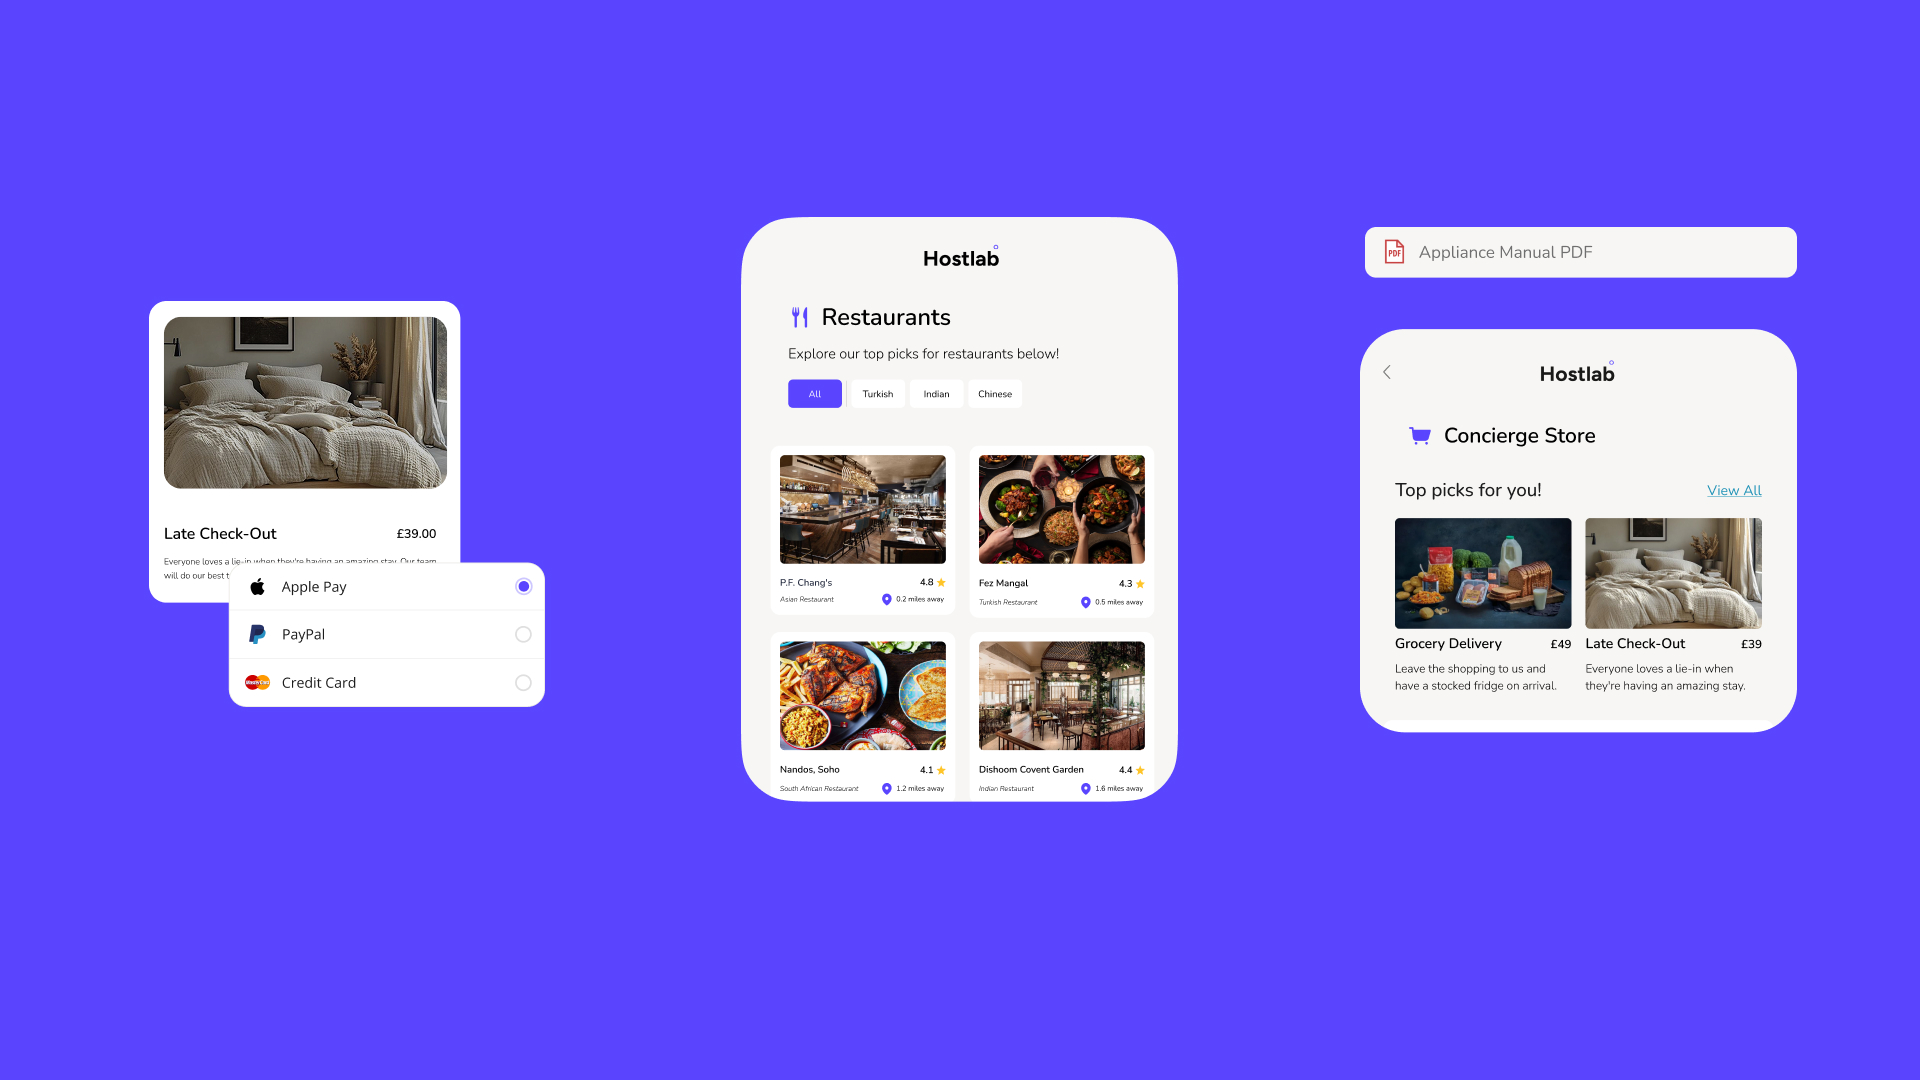 Late Check-Out
£39.00
Everyone loves a lie-in when they're having an amazing stay. Our team
will do our best t
Apple Pay
PayPal
Credit Card
Hostlab
Restaurants
Explore our top picks for restaurants below!
All
Turkish
Indian
Chinese
P.F. Chang's
4.8
Asian Restaurant
0.2 miles away
Fez Mangal
4.3
Turkish Restaurant
0.5 miles away
Nandos, Soho
4.1
South African Restaurant
1.2 miles away
Dishoom Covent Garden
4.4
Indian Restaurant
1.6 miles away
PDF
Appliance Manual PDF
Hostlab
Concierge Store
Top picks for you!
View All
Grocery Delivery
£49
Leave the shopping to us and
have a stocked fridge on arrival.
Late Check-Out
£39
Everyone loves a lie-in when
they're having an amazing stay.